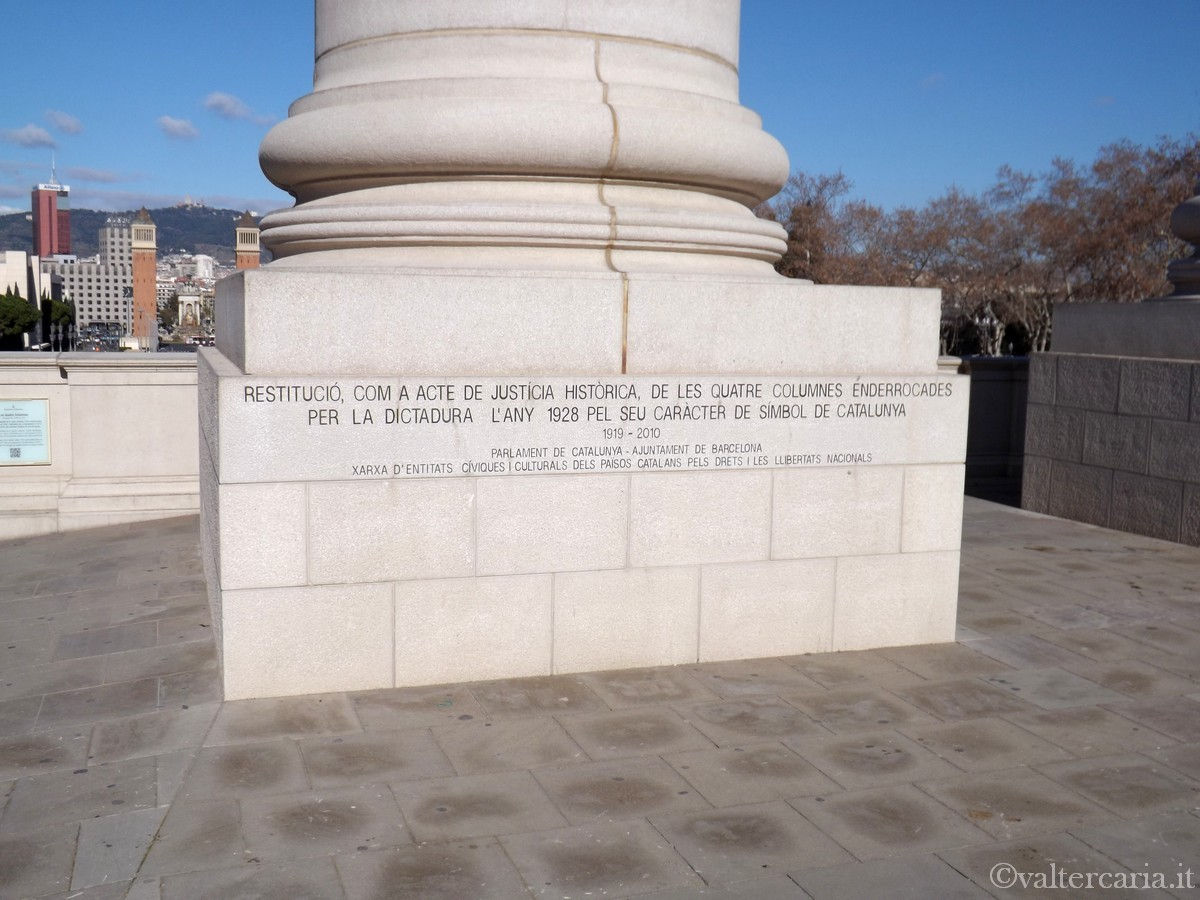 RESTITUCIÓ, COM A ACTE DE JUSTÍCIA HISTÒRICA, DE LES QUATRE COLUMNES ENDERROCADES
PER LA DICTADURA L'ANY 1928 PEL SEU CARÀCTER DE SÍMBOL DE CATALUNYA
1919 - 2010
PARLAMENT DE CATALUNYA - AJUNTAMENT DE BARCELONA
XARXA D'ENTITATS CÍVIQUES I CULTURALS DELS PAÏSOS CATALANS PELS DRETS I LES LLIBERTATS NACIONALS
Allianz
©valtercaria.it